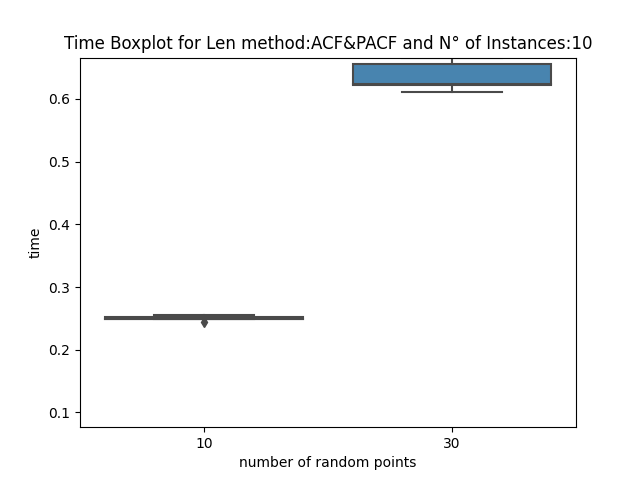 Time Boxplot for Len method:ACF&PACF and N° of Instances:10
0.6
0.5
0.4
0.3
0.2
0.1
time
10 30
number of random points